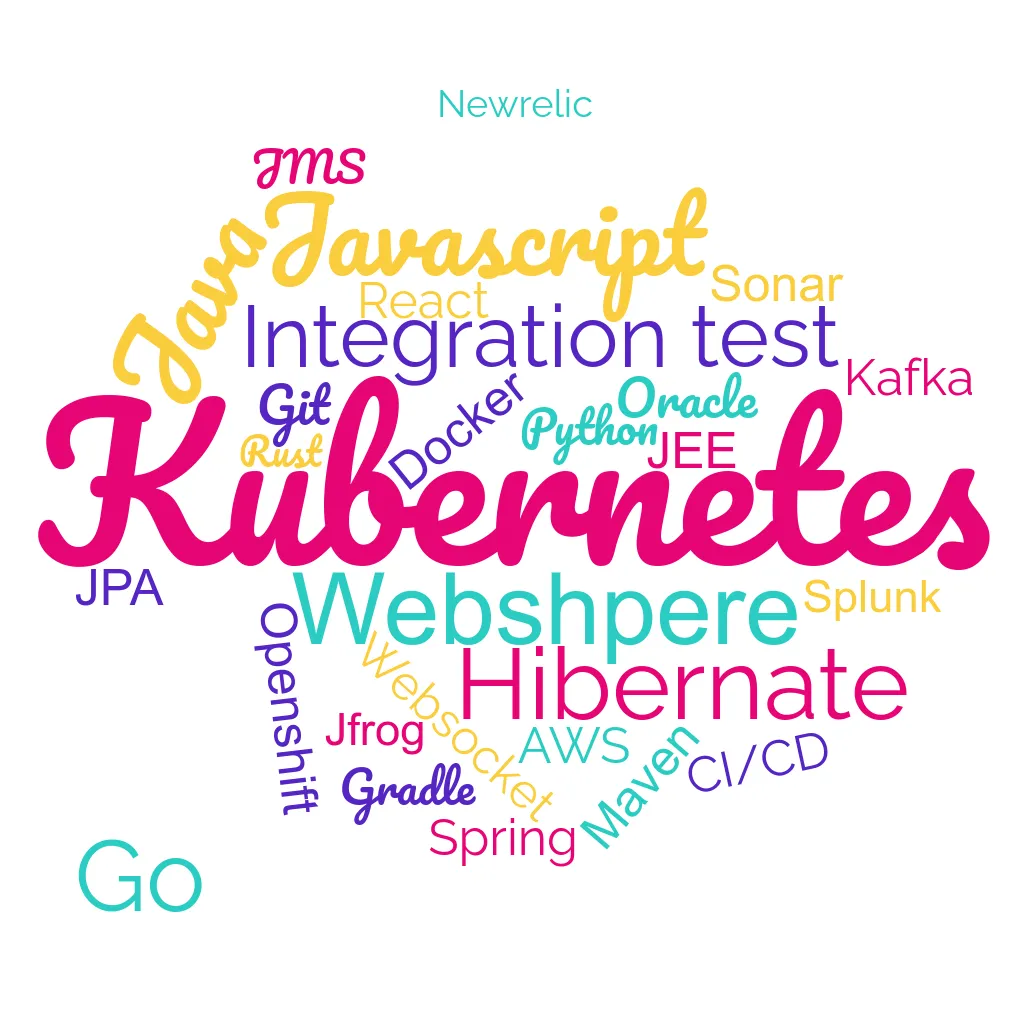 Newrelic
JMS
Javascript
Java
React
Sonar
Integration test
Kafka
Git
Docker
Oracle
Python
Rust
JEE
Kubernetes
JPA
Webshpere
Splunk
Openshift
Websocket
Hibernate
Jfrog
AWS
Maven
CI/CD
Gradle
Spring
Go